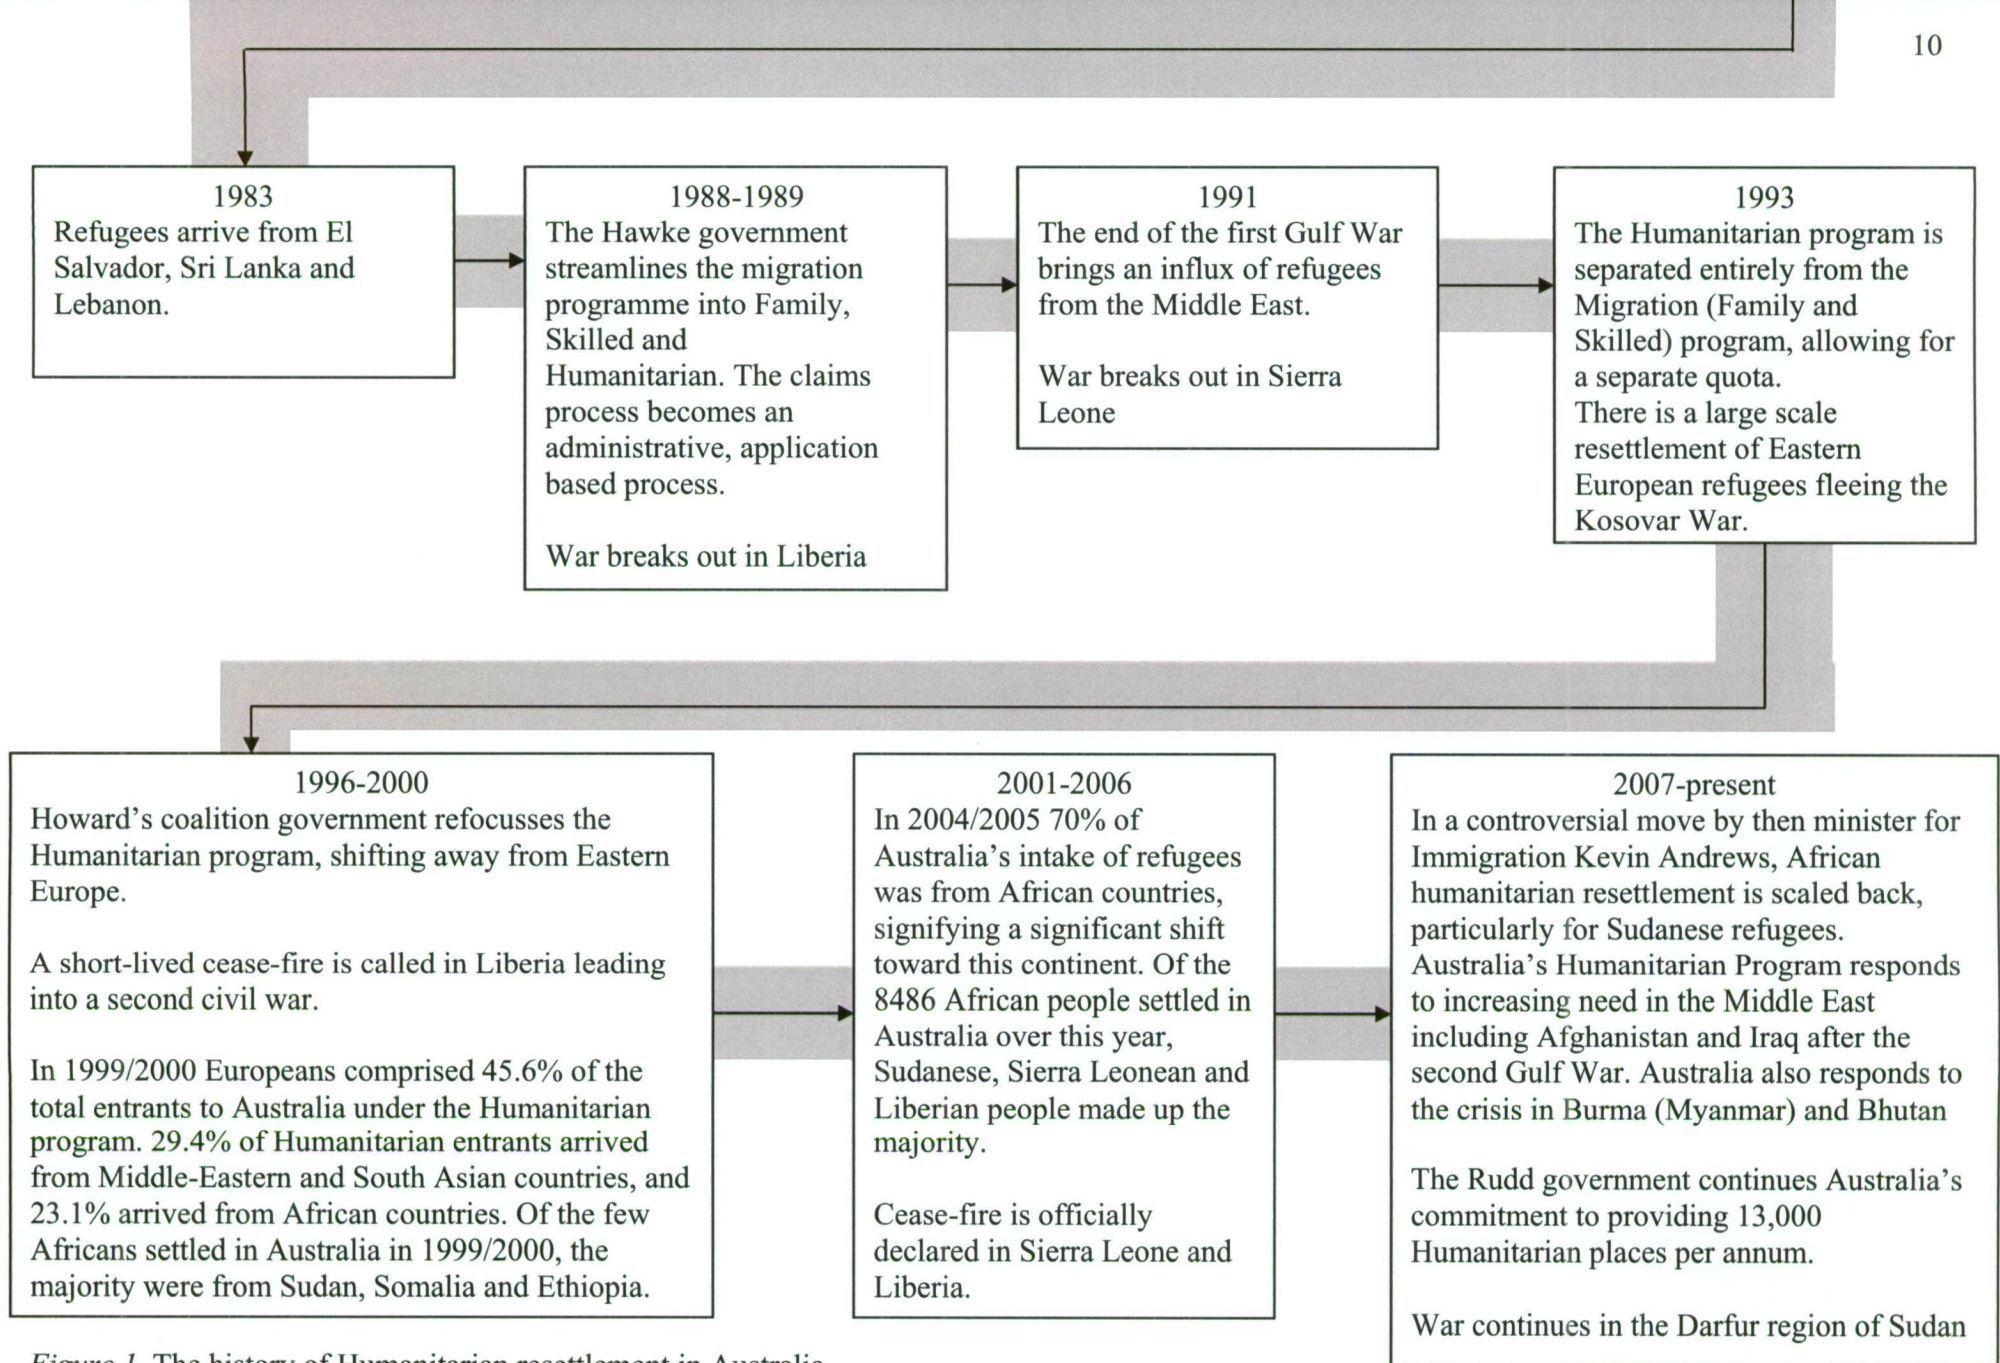 10
1983
Refugees arrive from El
Salvador, Sri Lanka and
Lebanon.
1988-1989
The Hawke government
streamlines the migration
programme into Family,
Skilled and
Humanitarian. The claims
process becomes an
administrative, application
based process.
War breaks out in Liberia
1991
The end of the first Gulf War
brings an influx of refugees
from the Middle East.
War breaks out in Sierra
Leone
1993
The Humanitarian program is
separated entirely from the
Migration (Family and
Skilled) program, allowing for
a separate quota.
There is a large scale
resettlement of Eastern
European refugees fleeing the
Kosovar War.
1996-2000
Howard’s coalition government refocusses the
Humanitarian program, shifting away from Eastern
Europe.
A short-lived cease-fire is called in Liberia leading
into a second civil war.
In 1999/2000 Europeans comprised 45.6% of the
total entrants to Australia under the Humanitarian
program. 29.4% of Humanitarian entrants arrived
from Middle-Eastern and South Asian countries, and
23.1% arrived from African countries. Of the few
Africans settled in Australia in 1999/2000, the
majority were from Sudan, Somalia and Ethiopia.
2001-2006
In 2004/2005 70% of
Australia’s intake of refugees
was from African countries,
signifying a significant shift
toward this continent. Of the
8486 African people settled in
Australia over this year,
Sudanese, Sierra Leonean and
Liberian people made up the
majority.
Cease-fire is officially
declared in Sierra Leone and
Liberia.
2007-present
In a controversial move by then minister for
Immigration Kevin Andrews, African
humanitarian resettlement is scaled back,
particularly for Sudanese refugees.
Australia’s Humanitarian Program responds
to increasing need in the Middle East
including Afghanistan and Iraq after the
second Gulf War. Australia also responds to
the crisis in Burma (Myanmar) and Bhutan
The Rudd government continues Australia’s
commitment to providing 13,000
Humanitarian places per annum.
War continues in the Darfur region of Sudan
Figure 1. The history of Humanitarian resettlement in Australia